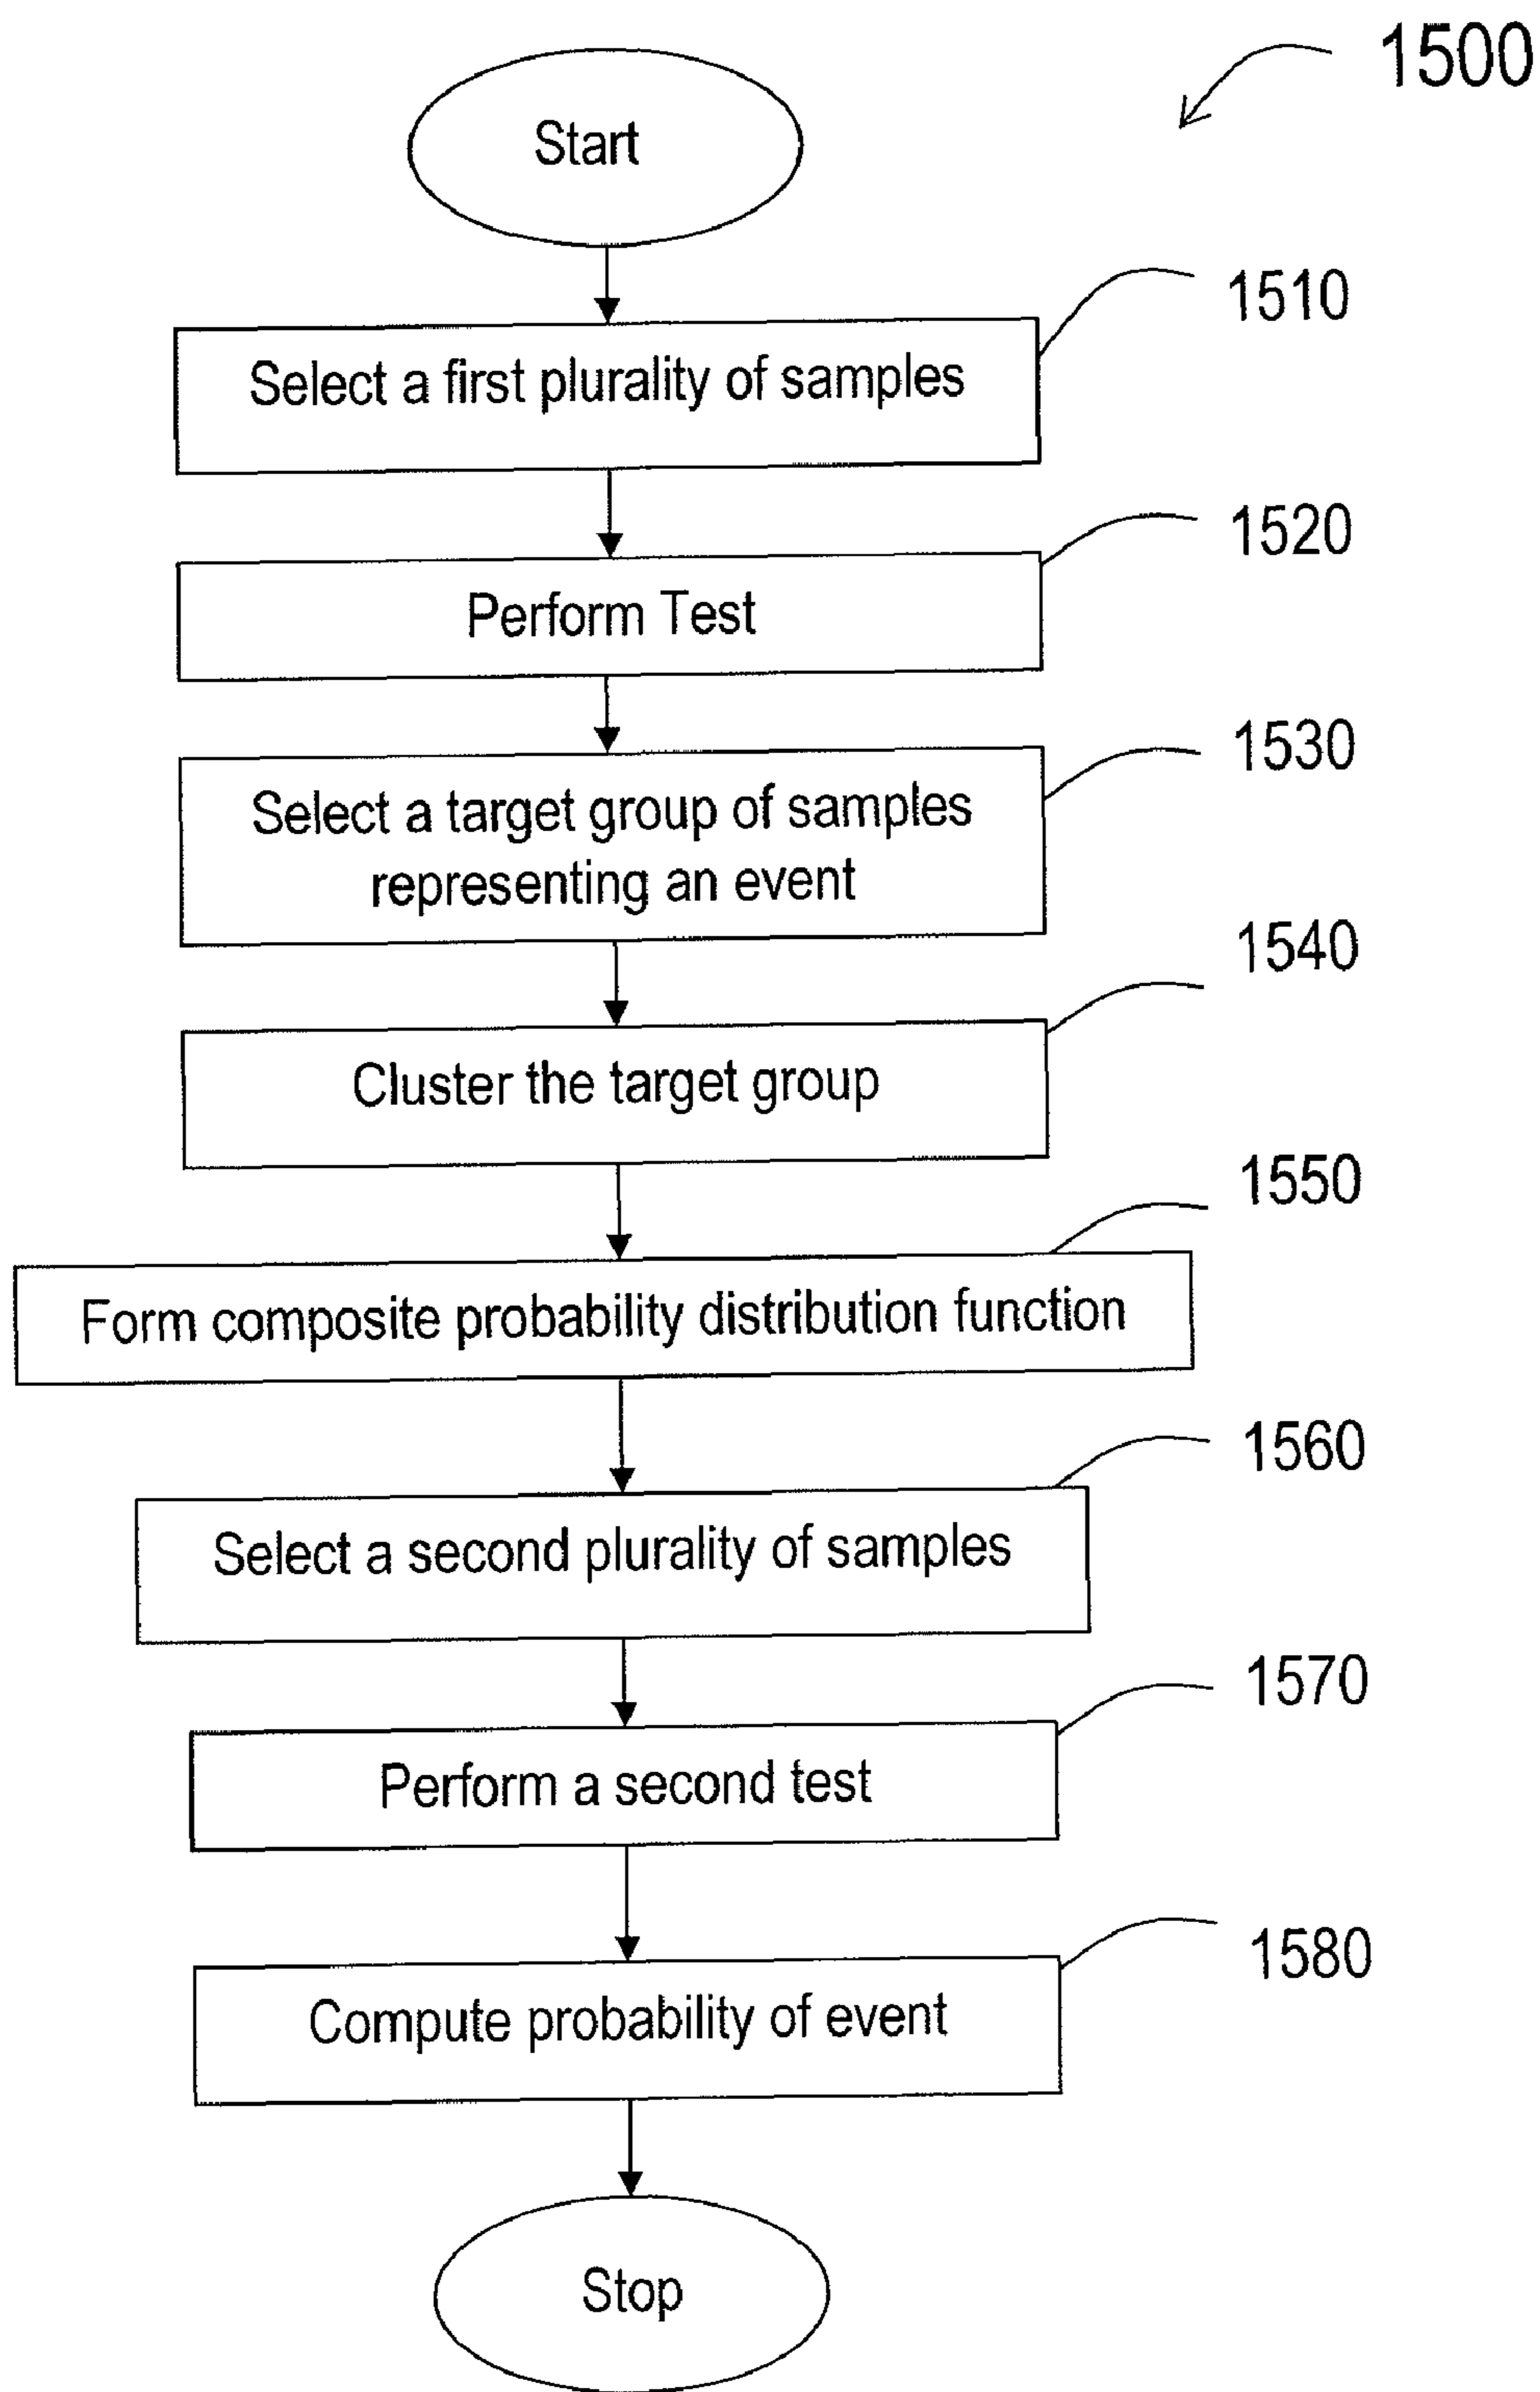 1500
Start
1510
Select a first plurality of samples
1520
Perform Test
1530
Select a target group of samples
representing an event
1540
Cluster the target group
1550
Form composite probability distribution function
1560
Select a second plurality of samples
1570
Perform a second test
1580
Compute probability of event
Stop